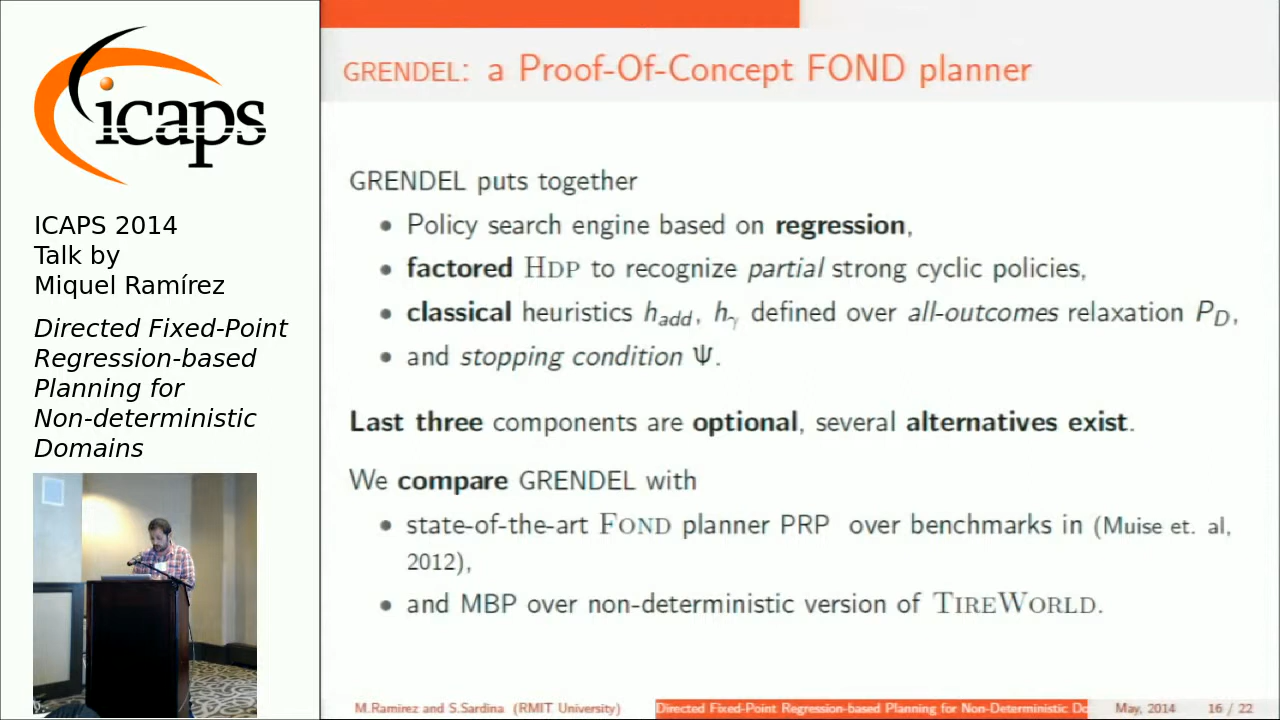 icaps
ICAPS 2014
Talk by
Miquel Ramírez
Directed Fixed-Point
Regression-based
Planning for
Non-deterministic
Domains
GRENDEL: a Proof-Of-Concept FOND planner
GRENDEL puts together
• Policy search engine based on regression,
• factored HDP to recognize partial strong cyclic policies,
• classical heuristics h_add, h_γ defined over all-outcomes relaxation P_D,
• and stopping condition Ψ.
Last three components are optional, several alternatives exist.
We compare GRENDEL with
• state-of-the-art FOND planner PRP over benchmarks in (Muise et. al,
2012),
• and MBP over non-deterministic version of TIREWORLD.
M.Ramirez and S.Sardina (RMIT University) Directed Fixed-Point Regression-based Planning for Non-Deterministic Do May, 2014 16 / 22